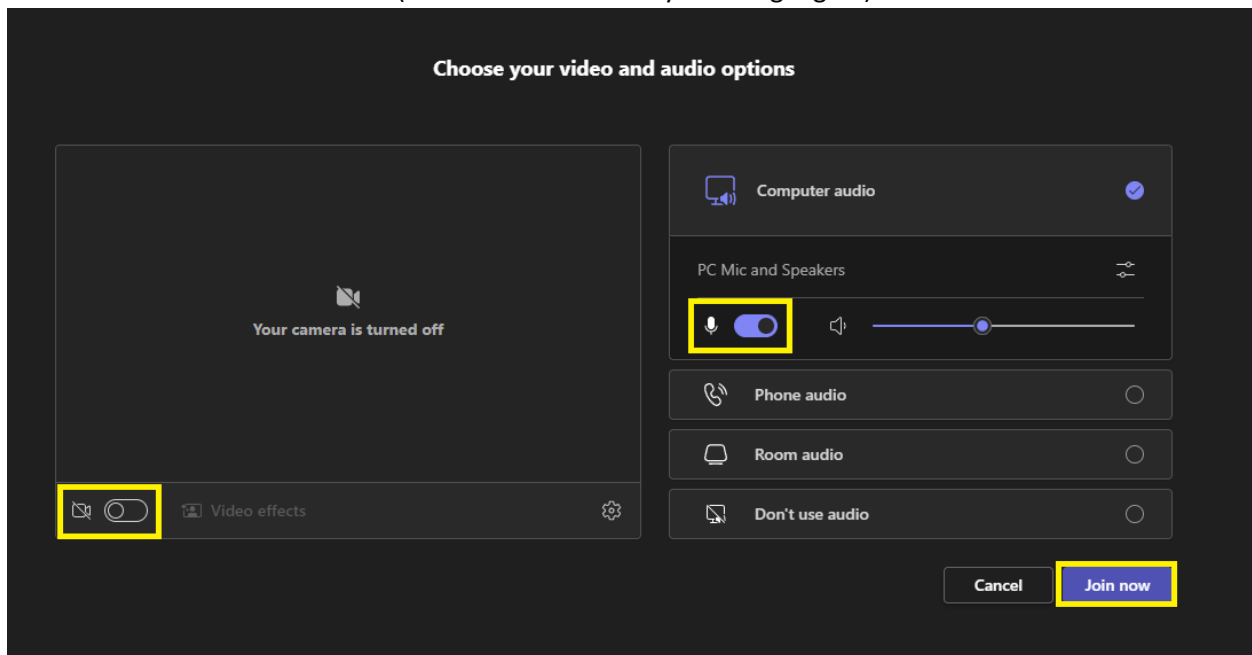 Choose your video and audio options
Computer audio
PC Mic and Speakers
Your camera is turned off
Phone audio
Room audio
Video effects
Don't use audio
Cancel
Join now